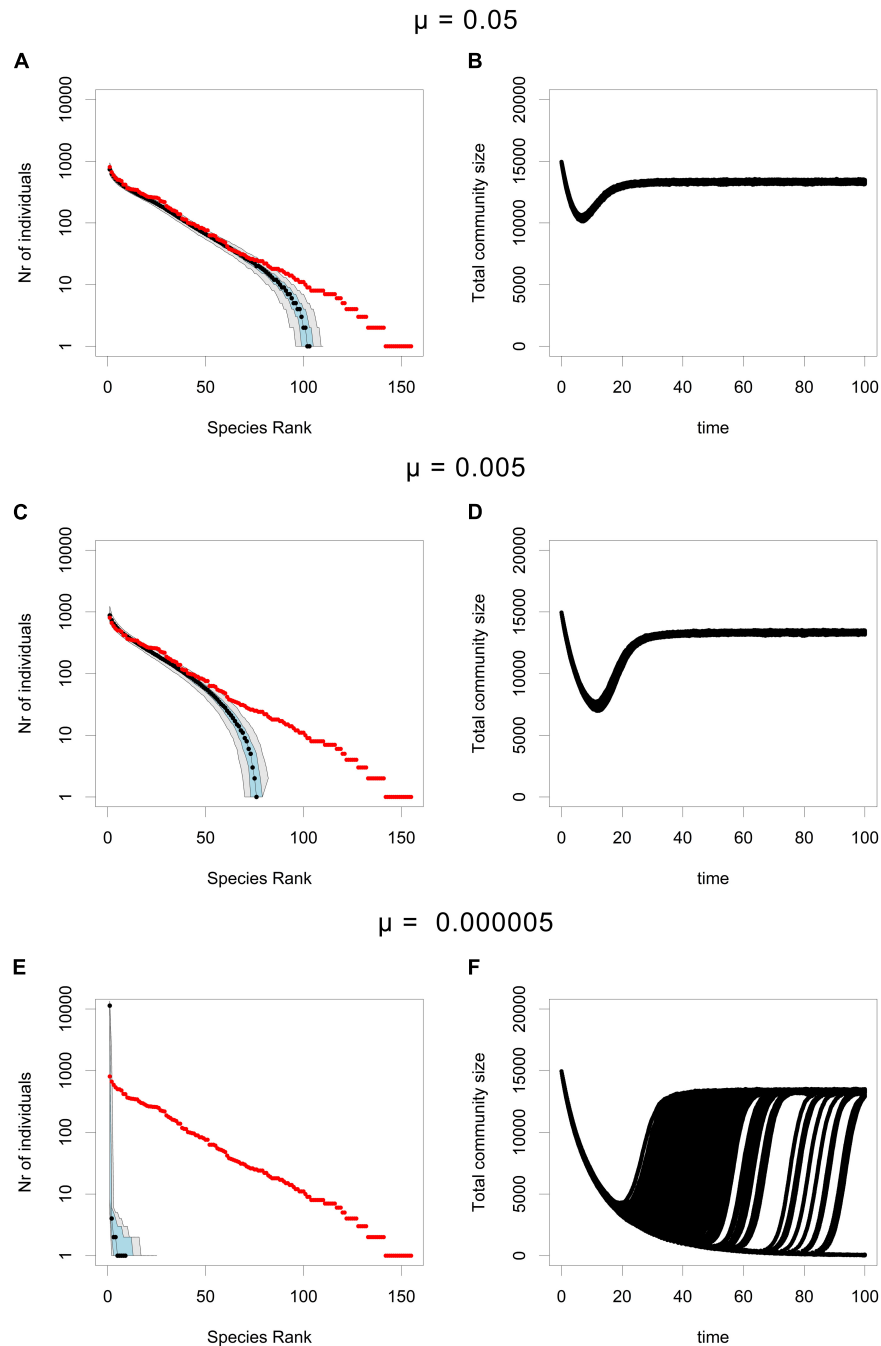 μ = 0.05
A
B
Nr of individuals
10000
1000
100
10
1
0
50
100
150
Species Rank
Total community size
20000
15000
10000
5000
0
0
20
40
60
80
100
time
μ = 0.005
C
D
Nr of individuals
10000
1000
100
10
1
0
50
100
150
Species Rank
Total community size
20000
15000
10000
5000
0
0
20
40
60
80
100
time
μ = 0.000005
E
F
Nr of individuals
10000
1000
100
10
1
0
50
100
150
Species Rank
Total community size
20000
15000
10000
5000
0
0
20
40
60
80
100
time